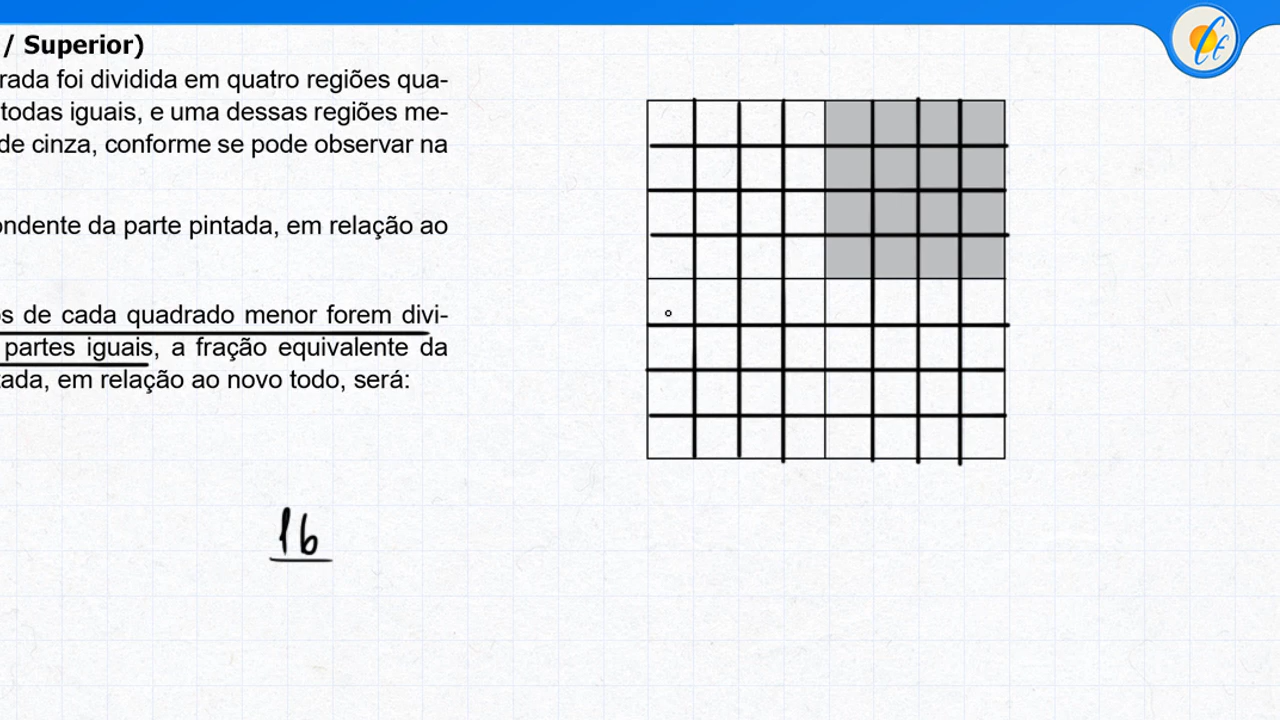 / Superior)
rada foi dividida em quatro regiões qua-
todas iguais, e uma dessas regiões me-
de cinza, conforme se pode observar na
ondente da parte pintada, em relação ao
s de cada quadrado menor forem divi-
partes iguais, a fração equivalente da
tada, em relação ao novo todo, será:
16